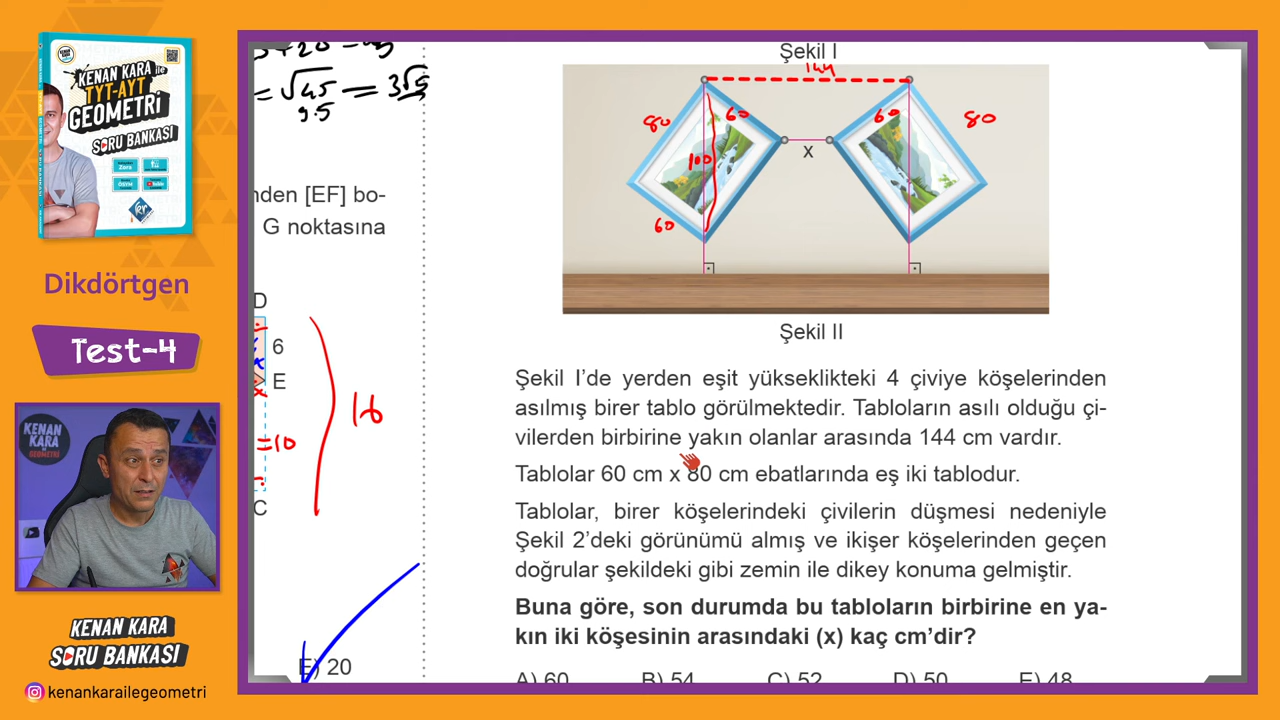 KENAN KARA ile
TYT-AYT
GEOMETRİ
SORU BANKASI
Dikdörtgen
Test-4
KENAN
KARA
KENAN KARA
SORU BANKASI
kenankarailegeometri
= √45 = 3√5
9.5
nden [EF] bo-
G noktasına
D
6
E
=10
16
C
E) 20
Şekil I
144
80
60
60
80
100
x
60
Şekil II
Şekil I’de yerden eşit yükseklikteki 4 çiviye köşelerinden
asılmış birer tablo görülmektedir. Tabloların asılı olduğu çi-
vilerden birbirine yakın olanlar arasında 144 cm vardır.
Tablolar 60 cm x 80 cm ebatlarında eş iki tablodur.
Tablolar, birer köşelerindeki çivilerin düşmesi nedeniyle
Şekil 2’deki görünümü almış ve ikişer köşelerinden geçen
doğrular şekildeki gibi zemin ile dikey konuma gelmiştir.
Buna göre, son durumda bu tabloların birbirine en ya-
kın iki köşesinin arasındaki (x) kaç cm’dir?
A) 60 B) 54 C) 52 D) 50 E) 48